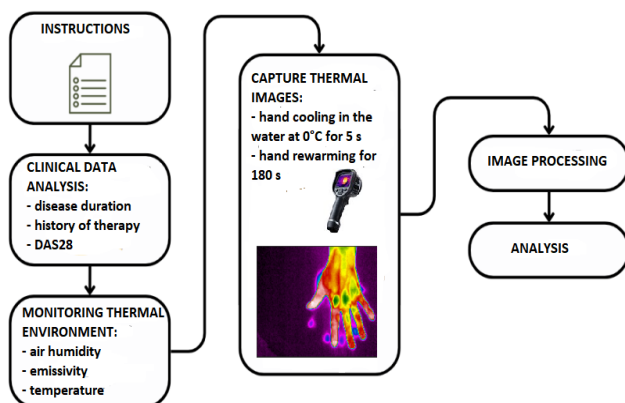 INSTRUCTIONS
CLINICAL DATA
ANALYSIS:
- disease duration
- history of therapy
- DAS28
MONITORING THERMAL
ENVIRONMENT:
- air humidity
- emissivity
- temperature
CAPTURE THERMAL
IMAGES:
- hand cooling in the
water at 0°C for 5 s
- hand rewarming for
180 s
IMAGE PROCESSING
ANALYSIS